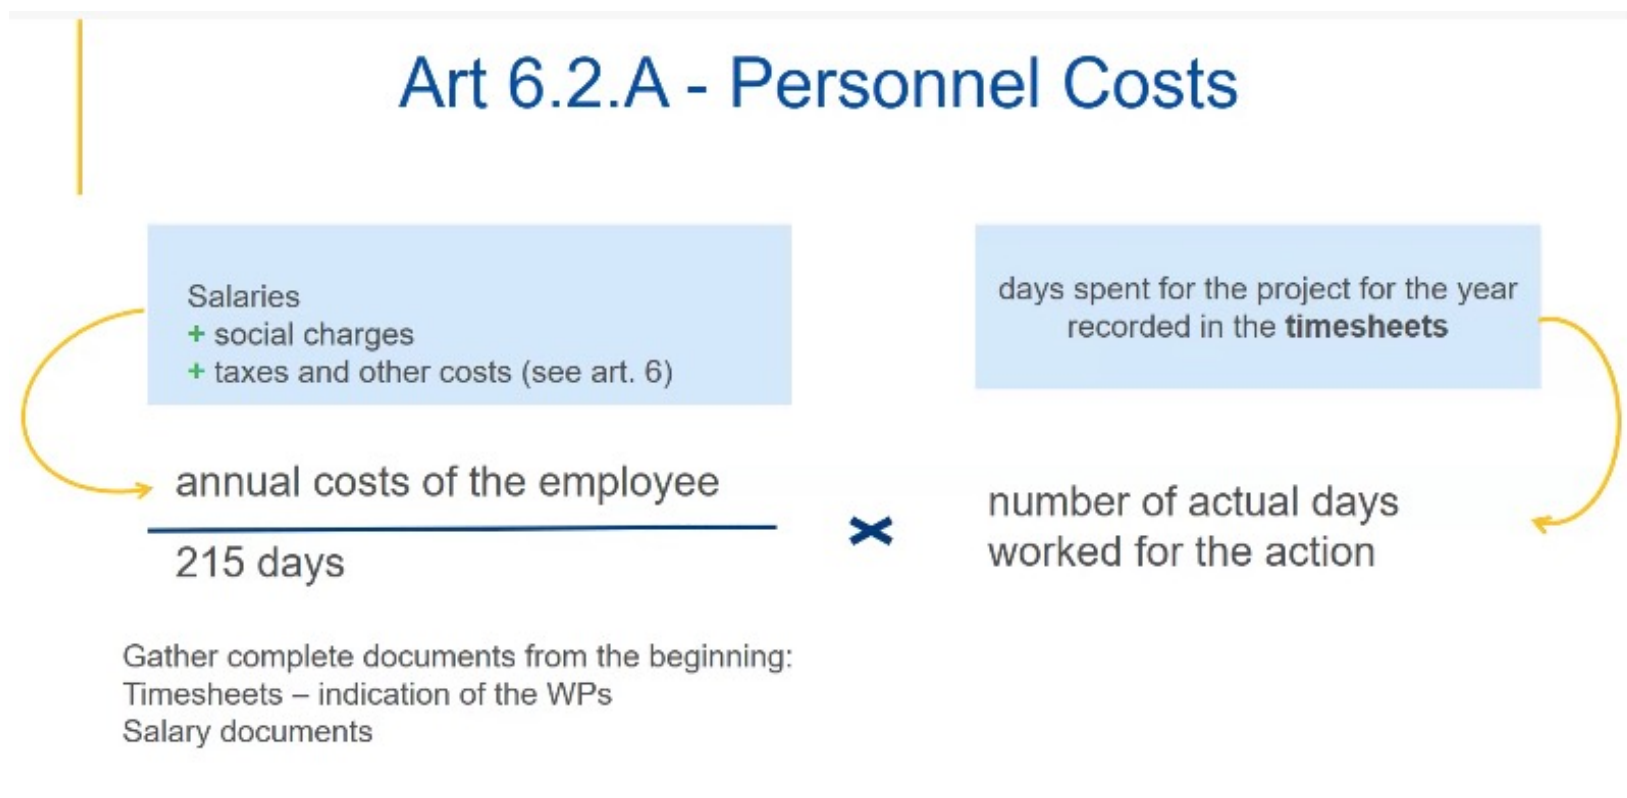 Art 6.2.A - Personnel Costs
Salaries
+ social charges
+ taxes and other costs (see art. 6)
days spent for the project for the year
recorded in the timesheets
annual costs of the employee
215 days
×
number of actual days
worked for the action
Gather complete documents from the beginning:
Timesheets – indication of the WPs
Salary documents